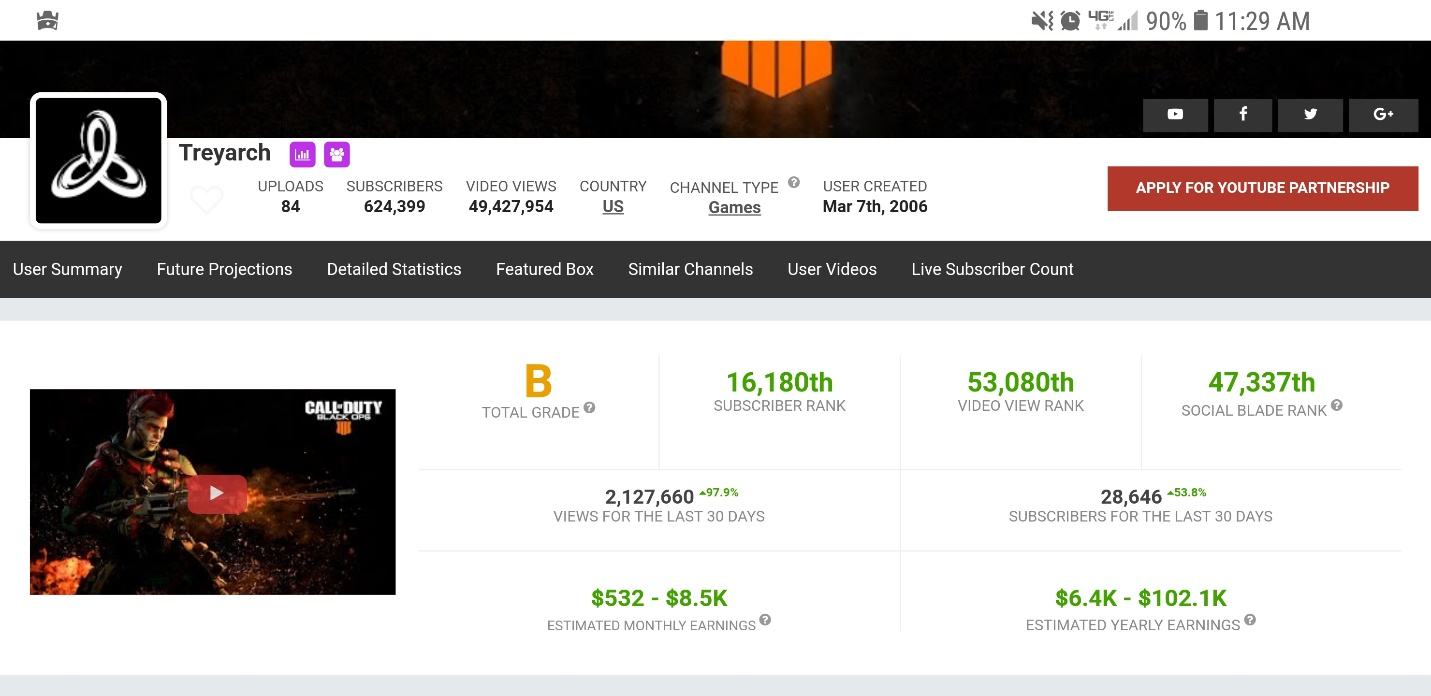 4G 90% 11:29 AM
G+
Treyarch
UPLOADS SUBSCRIBERS VIDEO VIEWS COUNTRY CHANNEL TYPE ? USER CREATED
84 624,399 49,427,954 US Games Mar 7th, 2006
APPLY FOR YOUTUBE PARTNERSHIP
User Summary Future Projections Detailed Statistics Featured Box Similar Channels User Videos Live Subscriber Count
CALL OF DUTY
BLACK OPS
IIII
B 16,180th 53,080th 47,337th
TOTAL GRADE ? SUBSCRIBER RANK VIDEO VIEW RANK SOCIAL BLADE RANK ?
2,127,660 97.9% 28,646 53.8%
VIEWS FOR THE LAST 30 DAYS SUBSCRIBERS FOR THE LAST 30 DAYS
$532 - $8.5K $6.4K - $102.1K
ESTIMATED MONTHLY EARNINGS ? ESTIMATED YEARLY EARNINGS ?